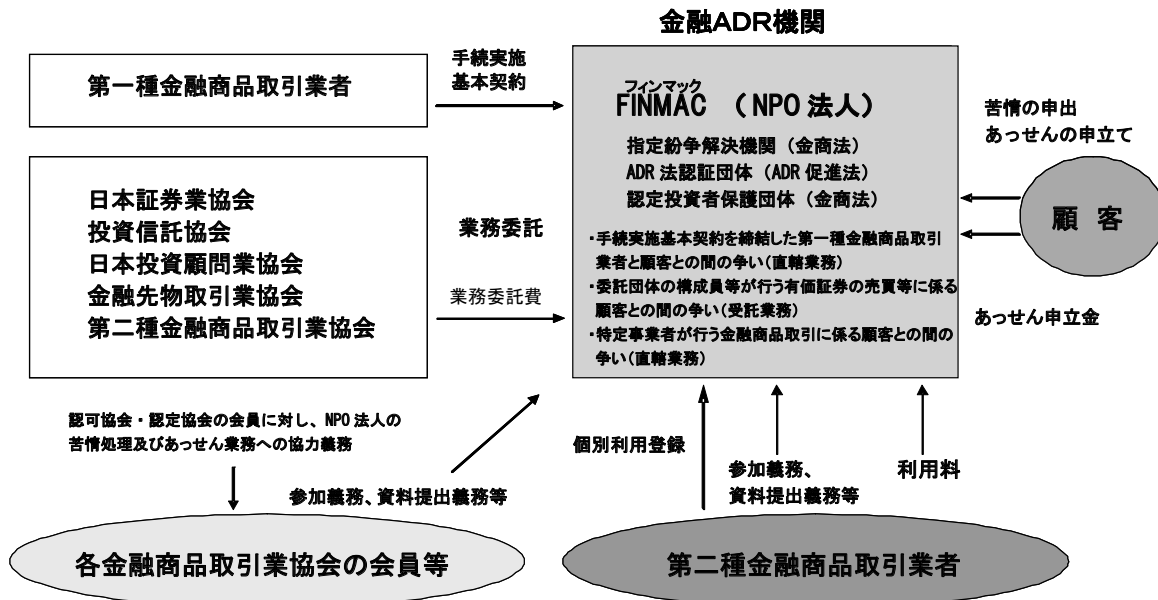 金融ADR機関
第一種金融商品取引業者
手続実施
基本契約
フィンマック
FINMAC （NPO法人）
指定紛争解決機関（金商法）
ADR法認証団体（ADR促進法）
認定投資者保護団体（金商法）
・手続実施基本契約を締結した第一種金融商品取引
業者と顧客との間の争い（直轄業務）
・委託団体の構成員等が行う有価証券の売買等に係る
顧客との間の争い（受託業務）
・特定事業者が行う金融商品取引に係る顧客との間の
争い（直轄業務）
苦情の申出
あっせんの申立て
顧 客
あっせん申立金
日本証券業協会
投資信託協会
日本投資顧問業協会
金融先物取引業協会
第二種金融商品取引業協会
業務委託
業務委託費
認可協会・認定協会の会員に対し、NPO法人の
苦情処理及びあっせん業務への協力義務
参加義務、資料提出義務等
個別利用登録
参加義務、
資料提出義務等
利用料
各金融商品取引業協会の会員等
第二種金融商品取引業者